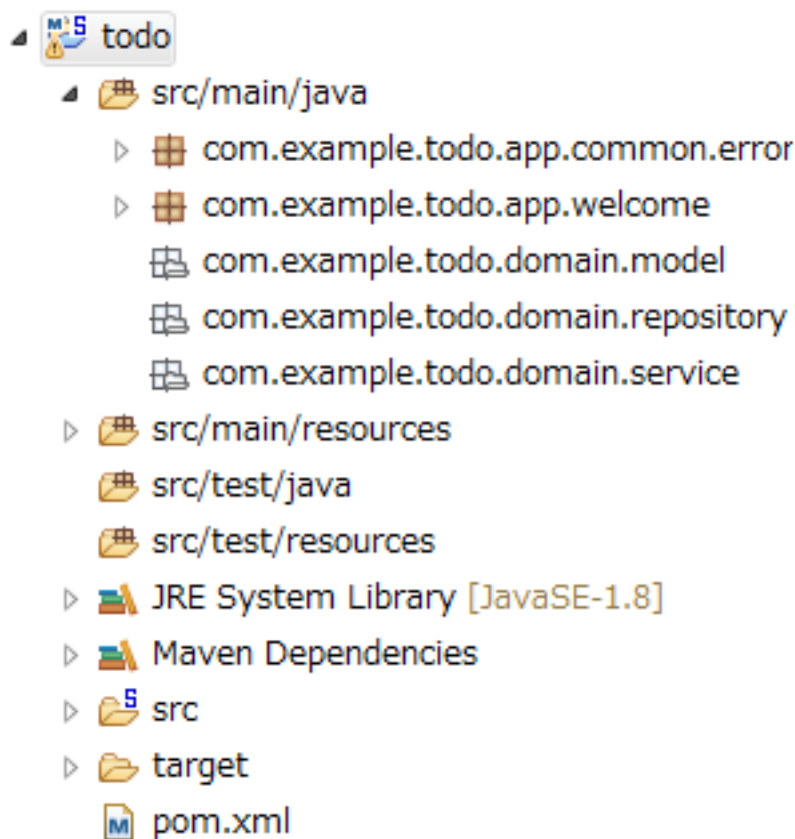 todo
src/main/java
com.example.todo.app.common.error
com.example.todo.app.welcome
com.example.todo.domain.model
com.example.todo.domain.repository
com.example.todo.domain.service
src/main/resources
src/test/java
src/test/resources
JRE System Library [JavaSE-1.8]
Maven Dependencies
src
target
pom.xml